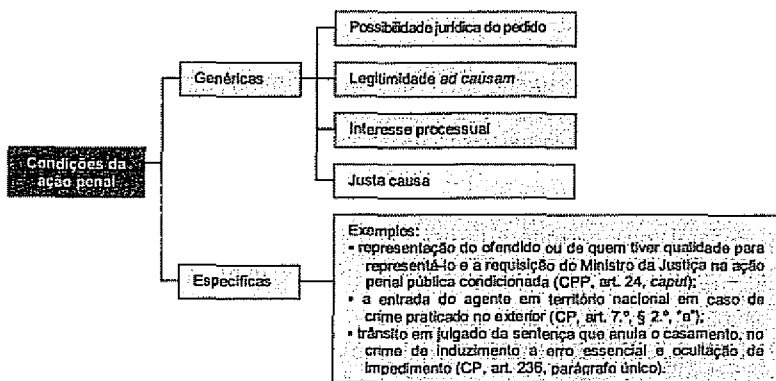 Condições da
ação penal
Genéricas
Possibilidade jurídica do pedido
Legitimidade ad causam
Interesse processual
Justa causa
Específicas
Exemplos:
▪ representação do ofendido ou de quem tiver qualidade para
representá-lo e a requisição do Ministro da Justiça na ação
penal pública condicionada (CPP, art. 24, caput);
▪ a entrada do agente em território nacional em caso de
crime praticado no exterior (CP, art. 7.º, § 2.º, "a");
▪ trânsito em julgado da sentença que anula o casamento, no
crime de induzimento a erro essencial e ocultação de
impedimento (CP, art. 236, parágrafo único).